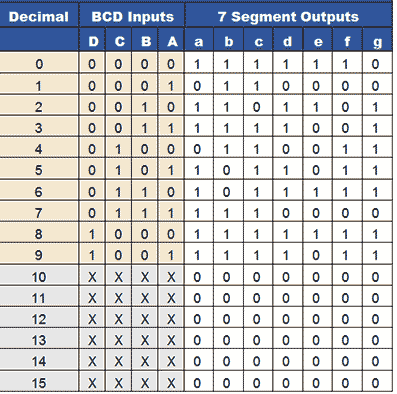 Decimal BCD Inputs 7 Segment Outputs
D C B A a b c d e f g
0 0 0 0 0 1 1 1 1 1 1 0
1 0 0 0 1 0 1 1 0 0 0 0
2 0 0 1 0 1 1 0 1 1 0 1
3 0 0 1 1 1 1 1 1 0 0 1
4 0 1 0 0 0 1 1 0 0 1 1
5 0 1 0 1 1 0 1 1 0 1 1
6 0 1 1 0 1 0 1 1 1 1 1
7 0 1 1 1 1 1 1 0 0 0 0
8 1 0 0 0 1 1 1 1 1 1 1
9 1 0 0 1 1 1 1 1 0 1 1
10 X X X X 0 0 0 0 0 0 0
11 X X X X 0 0 0 0 0 0 0
12 X X X X 0 0 0 0 0 0 0
13 X X X X 0 0 0 0 0 0 0
14 X X X X 0 0 0 0 0 0 0
15 X X X X 0 0 0 0 0 0 0